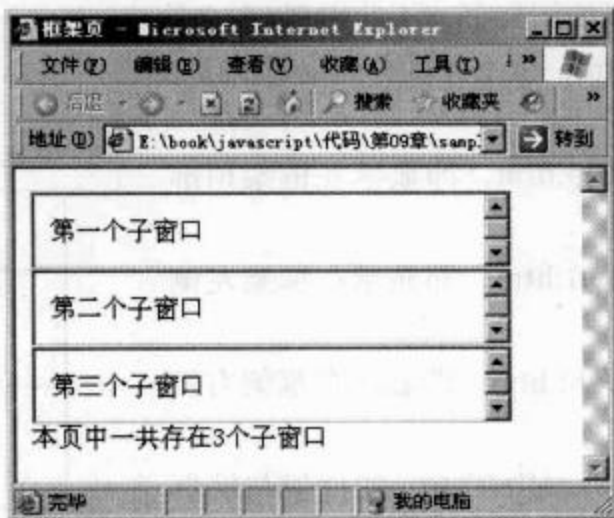 框架页 - Microsoft Internet Explorer
文件(F) 编辑(E) 查看(V) 收藏(A) 工具(T) »
后退 搜索 收藏夹 »
地址(D) E:\book\javascript\代码\第09章\samp 转到
第一个子窗口
第二个子窗口
第三个子窗口
本页中一共存在3个子窗口
完毕 我的电脑